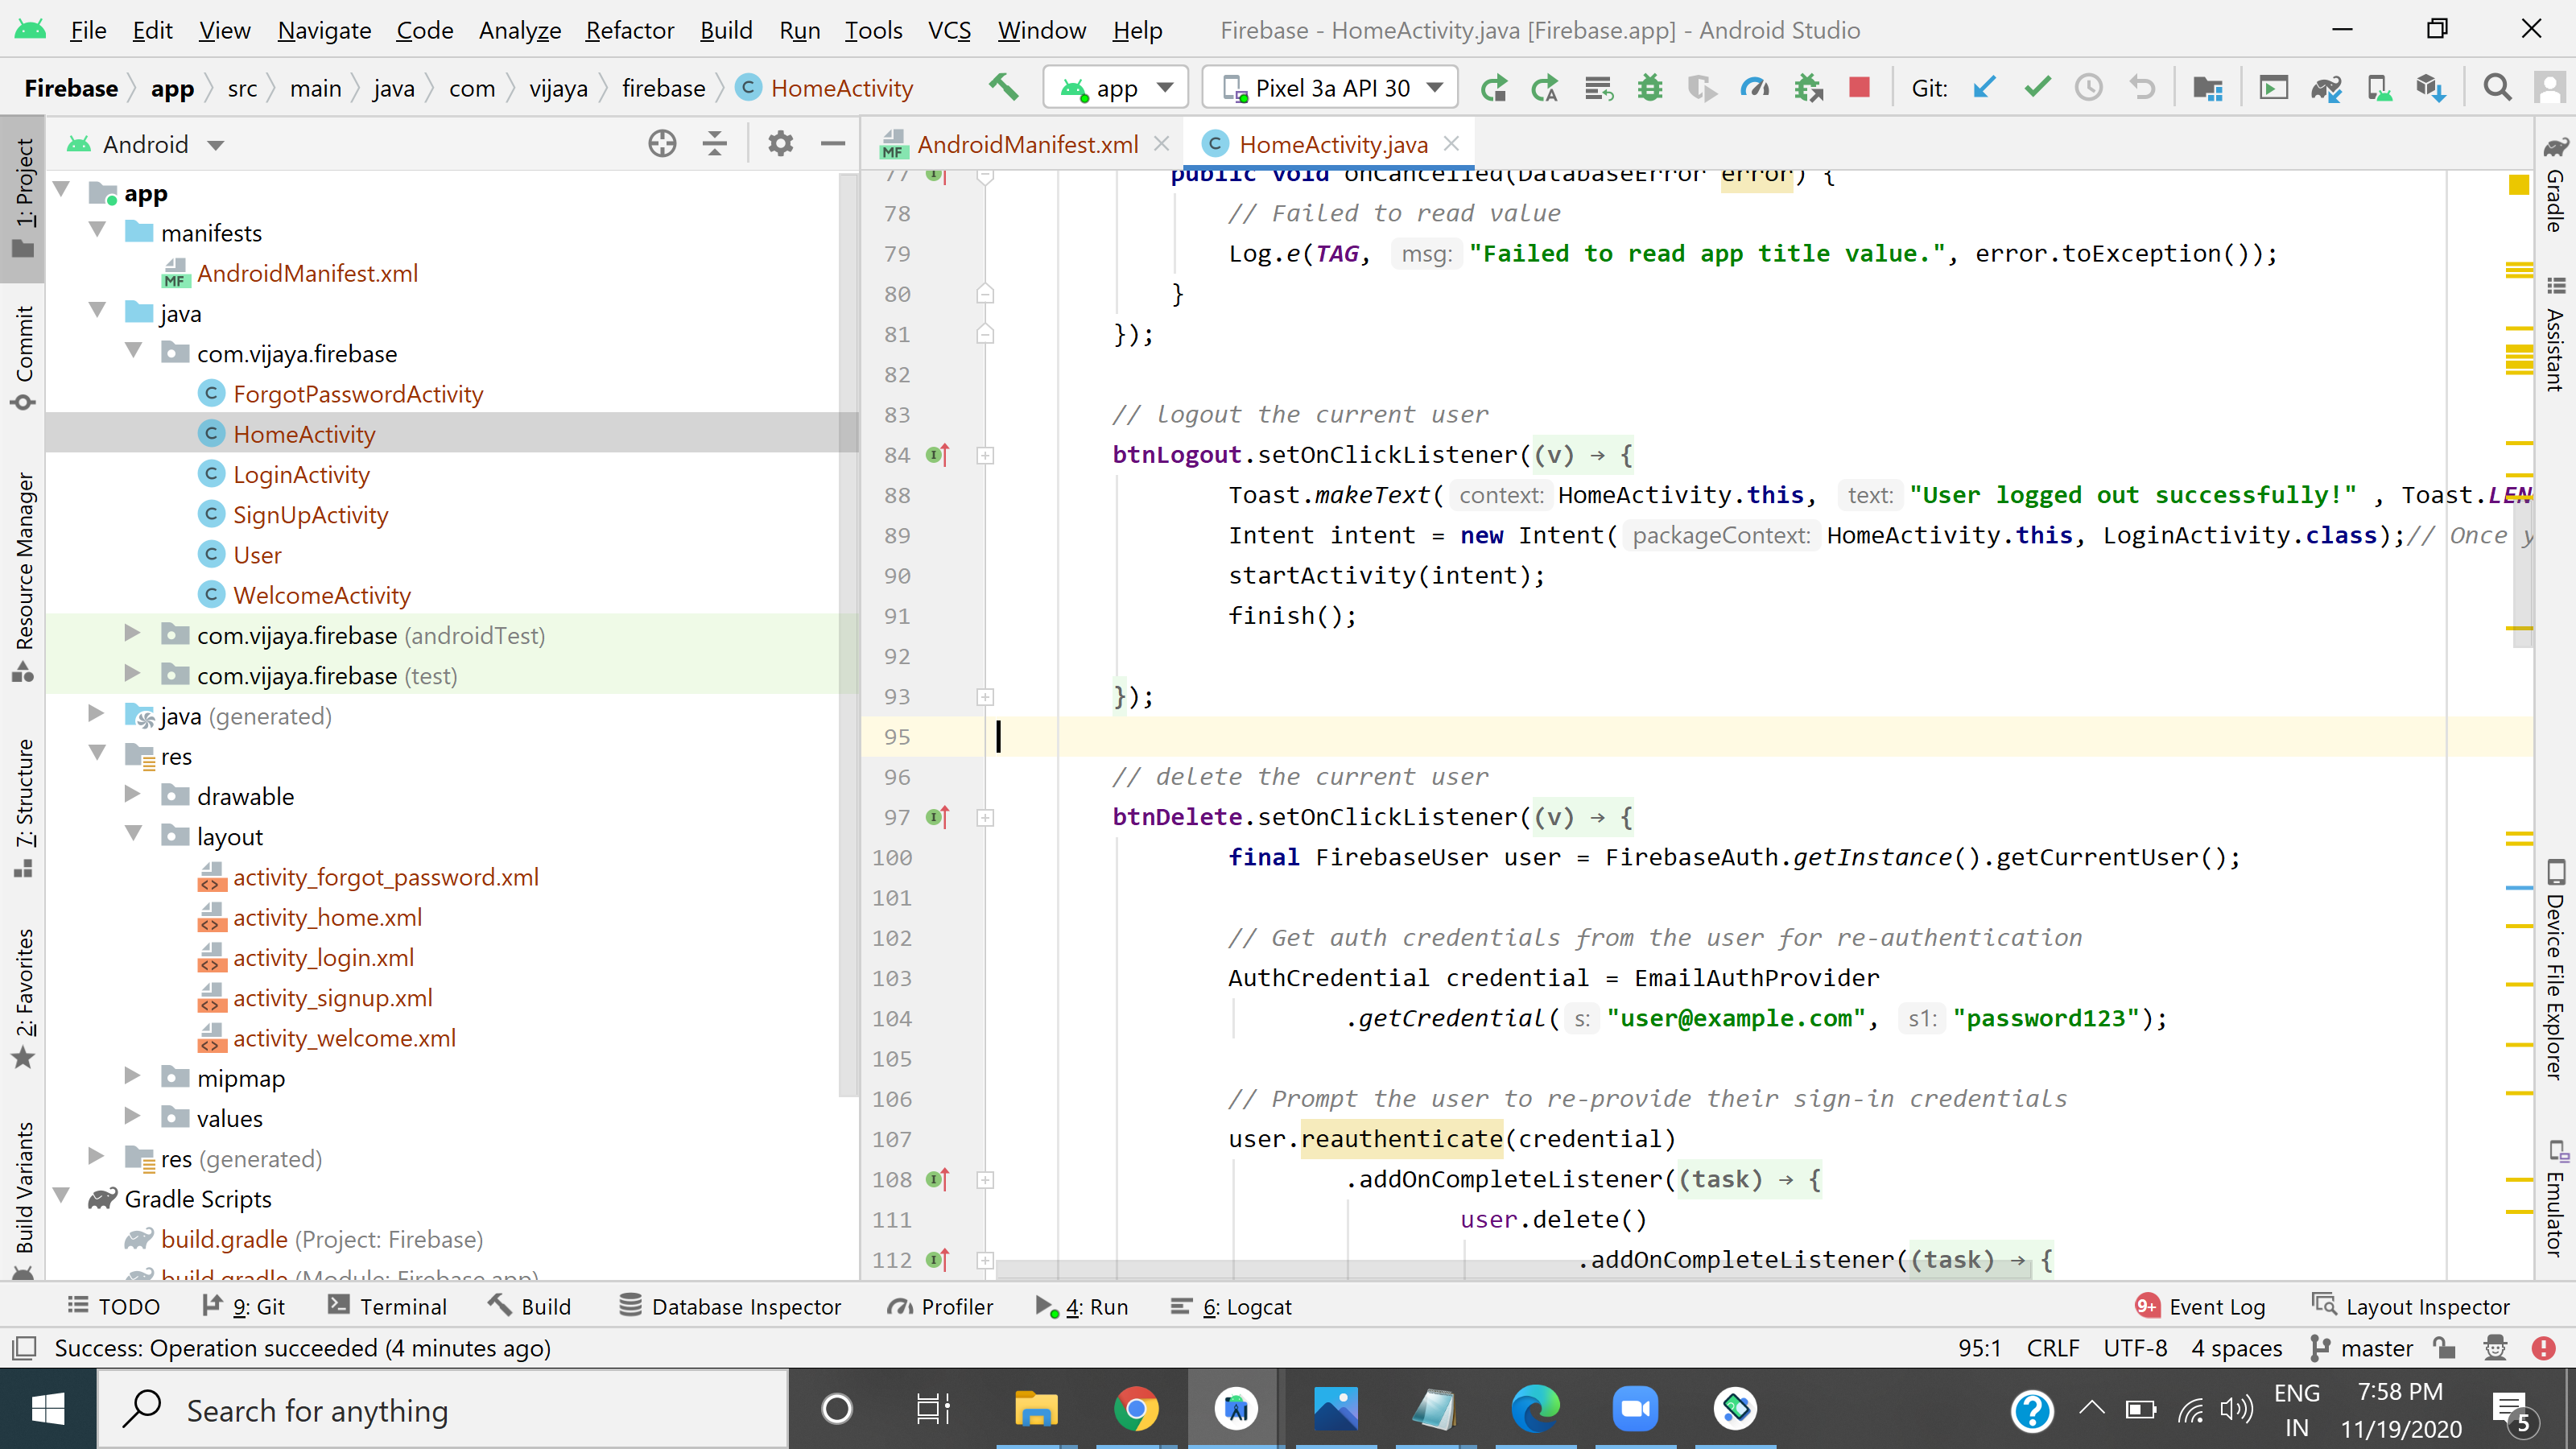 File Edit View Navigate Code Analyze Refactor Build Run Tools VCS Window Help Firebase - HomeActivity.java [Firebase.app] - Android Studio
Firebase app src main java com vijaya firebase C HomeActivity app Pixel 3a API 30 Git:
Android
MF AndroidManifest.xml C HomeActivity.java
1: Project
Commit
Resource Manager
7: Structure
2: Favorites
Build Variants
app
manifests
MF AndroidManifest.xml
java
com.vijaya.firebase
C ForgotPasswordActivity
C HomeActivity
C LoginActivity
C SignUpActivity
C User
C WelcomeActivity
com.vijaya.firebase (androidTest)
com.vijaya.firebase (test)
java (generated)
res
drawable
layout
activity_forgot_password.xml
activity_home.xml
activity_login.xml
activity_signup.xml
activity_welcome.xml
mipmap
values
res (generated)
Gradle Scripts
build.gradle (Project: Firebase)
build.gradle (Module: Firebase.app)
77 public void onCancelled(DatabaseError error) {
78 // Failed to read value
79 Log.e(TAG, msg: "Failed to read app title value.", error.toException());
80 }
81 });
82
83 // logout the current user
84 btnLogout.setOnClickListener((v) → {
88 Toast.makeText( context: HomeActivity.this, text: "User logged out successfully!" , Toast.LEN
89 Intent intent = new Intent( packageContext: HomeActivity.this, LoginActivity.class);// Once y
90 startActivity(intent);
91 finish();
92
93 });
95
96 // delete the current user
97 btnDelete.setOnClickListener((v) → {
100 final FirebaseUser user = FirebaseAuth.getInstance().getCurrentUser();
101
102 // Get auth credentials from the user for re-authentication
103 AuthCredential credential = EmailAuthProvider
104 .getCredential( s: "user@example.com", s1: "password123");
105
106 // Prompt the user to re-provide their sign-in credentials
107 user.reauthenticate(credential)
108 .addOnCompleteListener((task) → {
111 user.delete()
112 .addOnCompleteListener((task) → {
Gradle
Assistant
Device File Explorer
Emulator
TODO 9: Git Terminal Build Database Inspector Profiler 4: Run 6: Logcat 9+ Event Log Layout Inspector
Success: Operation succeeded (4 minutes ago) 95:1 CRLF UTF-8 4 spaces master
Search for anything
ENG
IN
7:58 PM
11/19/2020
5